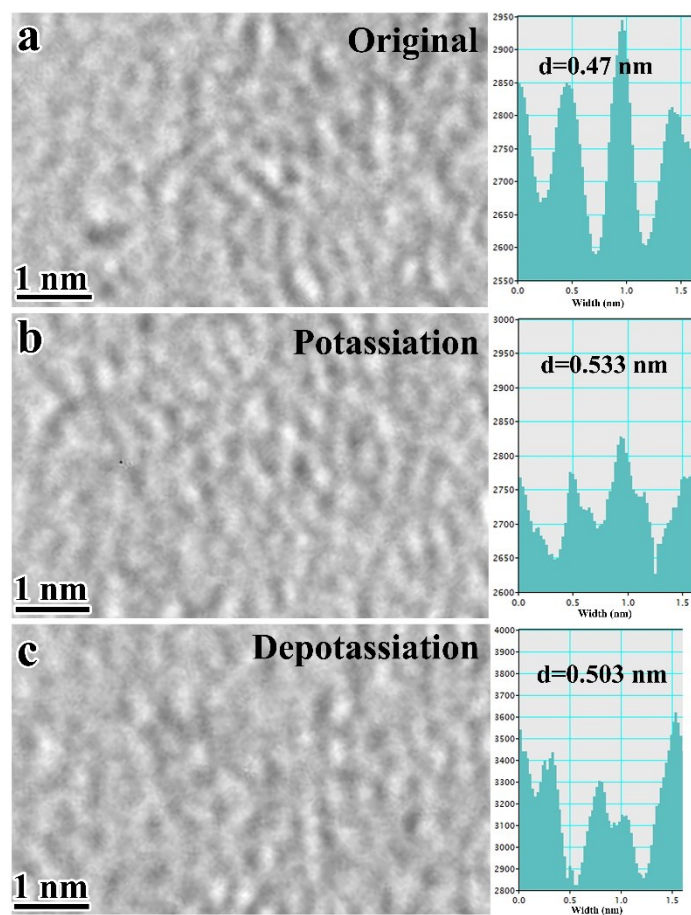 a
Original
1 nm
d=0.47 nm
2950
2900
2850
2800
2750
2700
2650
2600
2550
0.0 0.5 1.0 1.5
Width (nm)
b
Potassiation
1 nm
d=0.533 nm
3000
2950
2900
2850
2800
2750
2700
2650
2600
0.0 0.5 1.0 1.5
Width (nm)
c
Depotassiation
1 nm
d=0.503 nm
4000
3900
3800
3700
3600
3500
3400
3300
3200
3100
3000
2900
2800
0.0 0.5 1.0 1.5
Width (nm)